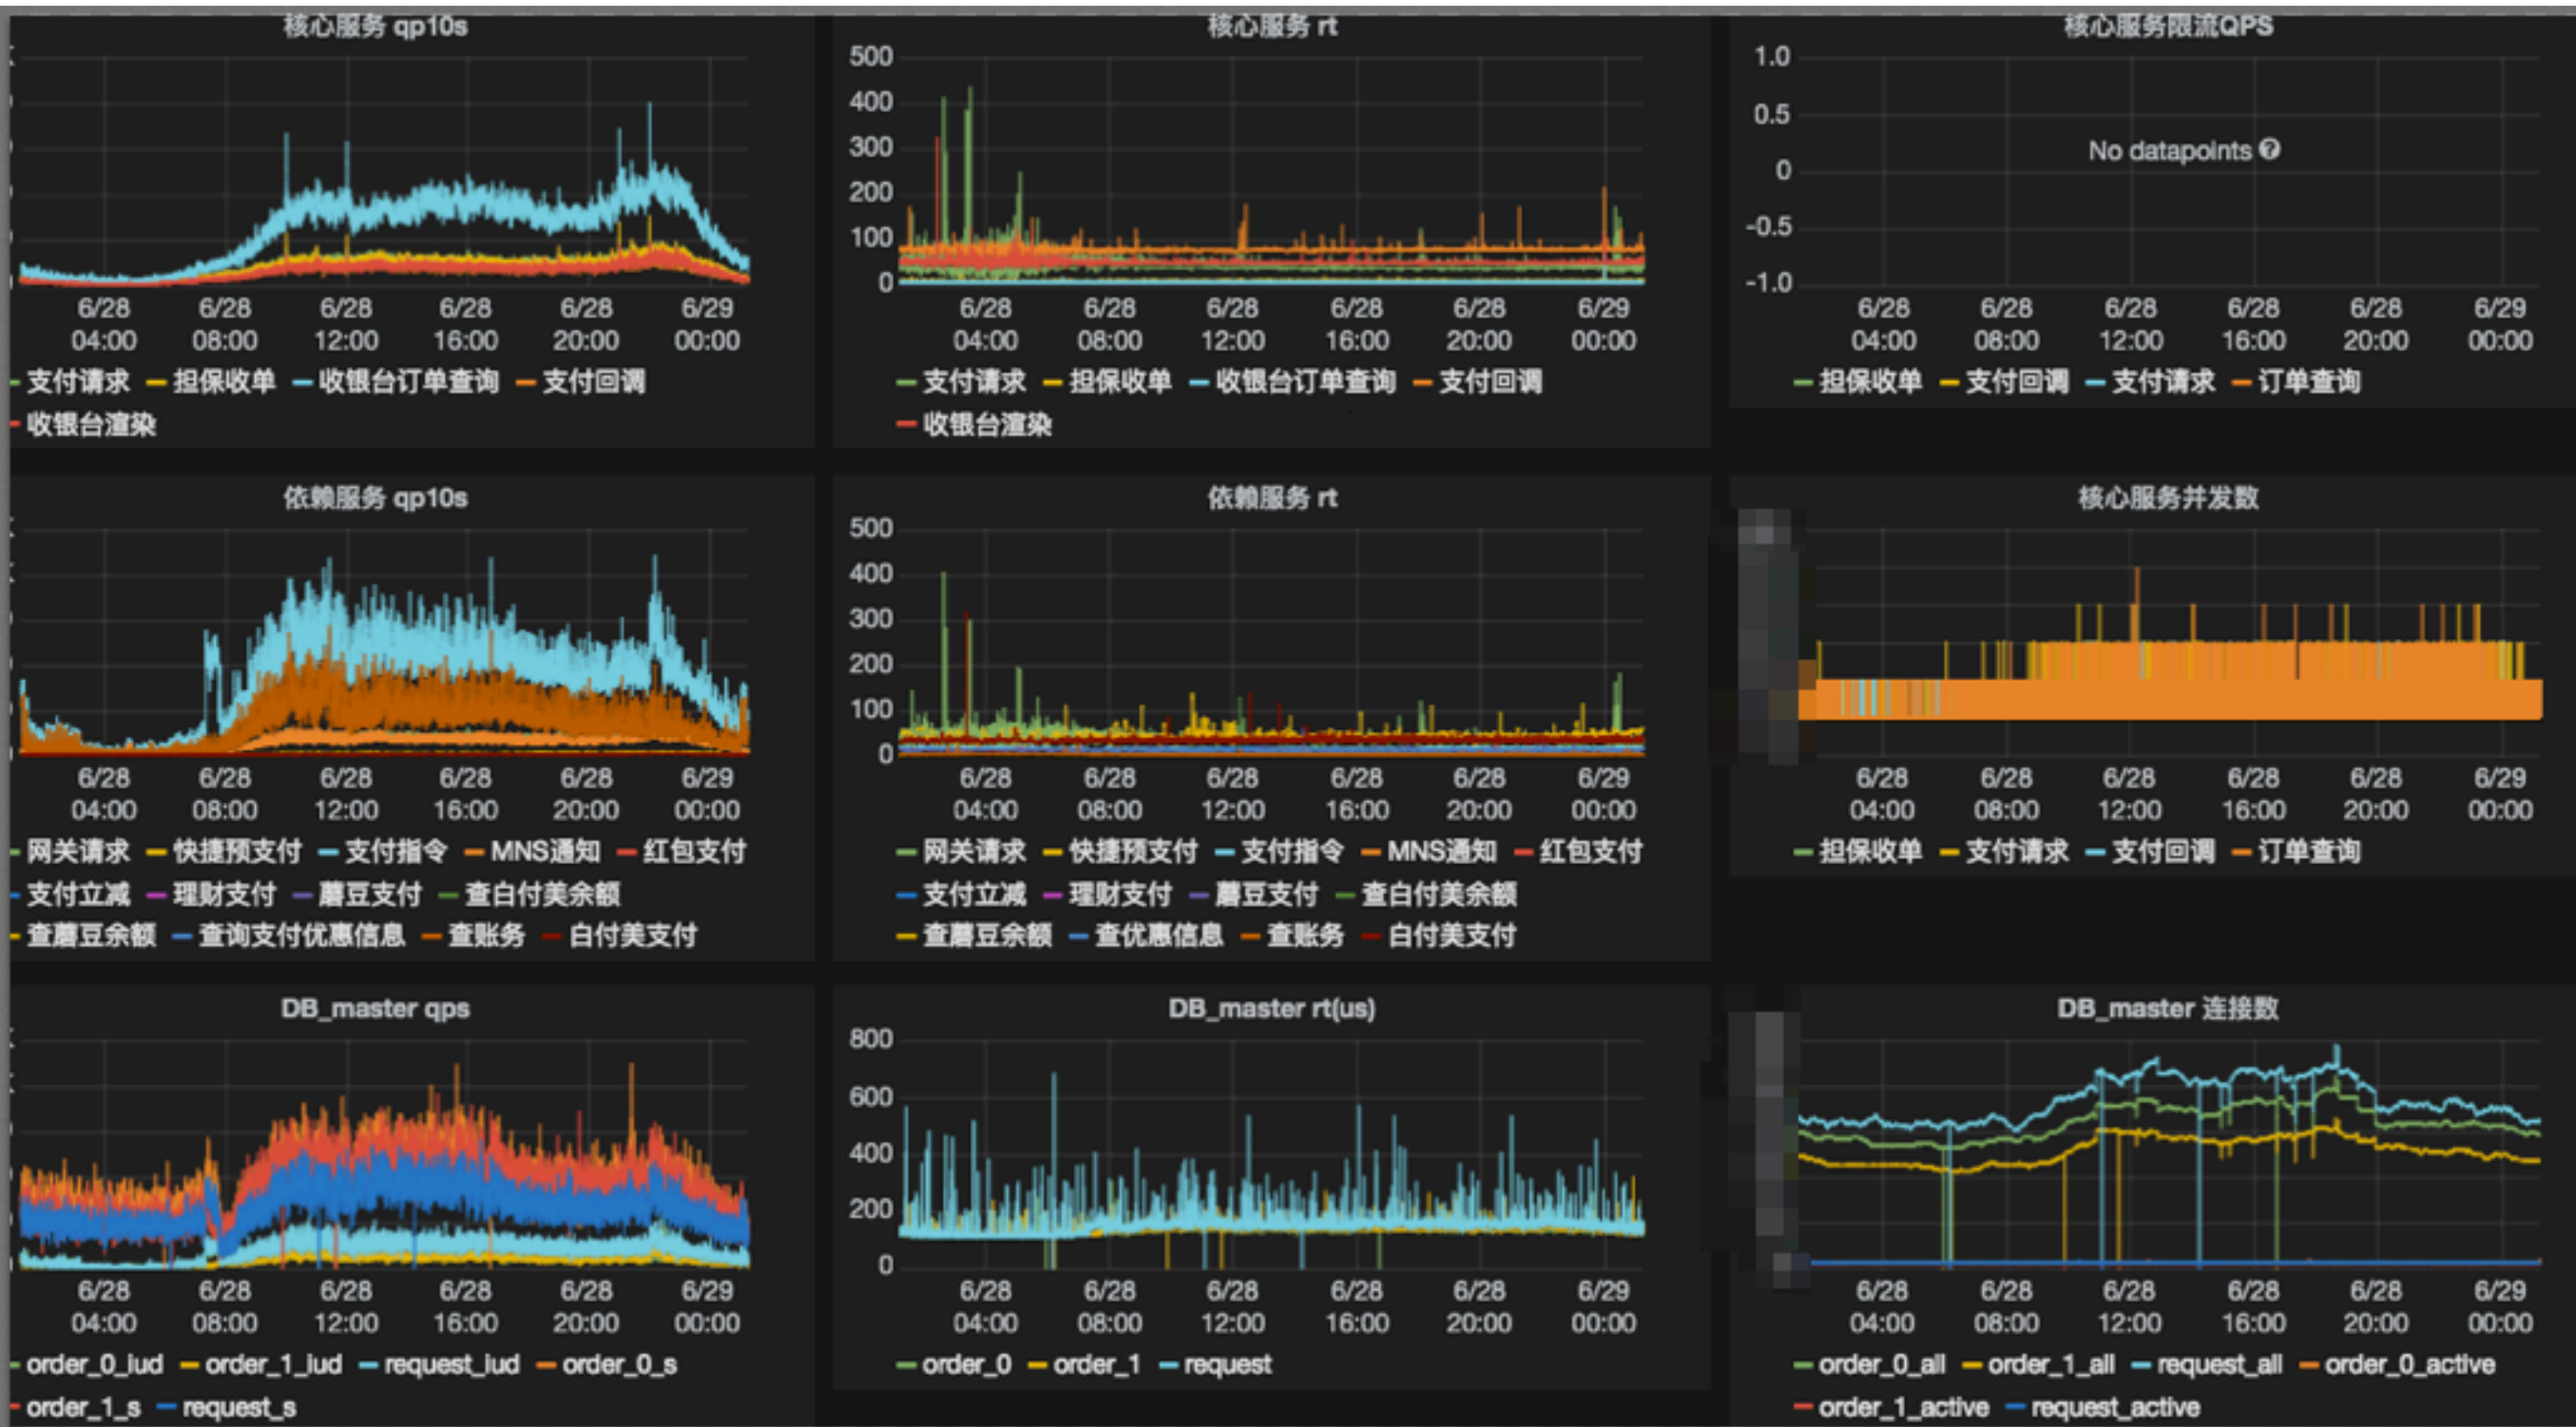 核心服务 qp10s
6/28 6/28 6/28 6/28 6/28 6/29
04:00 08:00 12:00 16:00 20:00 00:00
支付请求 担保收单 收银台订单查询 支付回调
收银台渲染
核心服务 rt
500
400
300
200
100
0
6/28 6/28 6/28 6/28 6/28 6/29
04:00 08:00 12:00 16:00 20:00 00:00
支付请求 担保收单 收银台订单查询 支付回调
收银台渲染
核心服务限流QPS
1.0
0.5
No datapoints
0
-0.5
-1.0
6/28 6/28 6/28 6/28 6/28 6/29
04:00 08:00 12:00 16:00 20:00 00:00
担保收单 支付回调 支付请求 订单查询
依赖服务 qp10s
6/28 6/28 6/28 6/28 6/28 6/29
04:00 08:00 12:00 16:00 20:00 00:00
网关请求 快捷预支付 支付指令 MNS通知 红包支付
支付立减 理财支付 蘑豆支付 查白付美余额
查蘑豆余额 查询支付优惠信息 查账务 白付美支付
依赖服务 rt
500
400
300
200
100
0
6/28 6/28 6/28 6/28 6/28 6/29
04:00 08:00 12:00 16:00 20:00 00:00
网关请求 快捷预支付 支付指令 MNS通知 红包支付
支付立减 理财支付 蘑豆支付 查白付美余额
查蘑豆余额 查优惠信息 查账务 白付美支付
核心服务并发数
6/28 6/28 6/28 6/28 6/28 6/29
04:00 08:00 12:00 16:00 20:00 00:00
担保收单 支付请求 支付回调 订单查询
DB_master qps
6/28 6/28 6/28 6/28 6/28 6/29
04:00 08:00 12:00 16:00 20:00 00:00
order_0_iud order_1_iud request_iud order_0_s
order_1_s request_s
DB_master rt(us)
800
600
400
200
0
6/28 6/28 6/28 6/28 6/28 6/29
04:00 08:00 12:00 16:00 20:00 00:00
order_0 order_1 request
DB_master 连接数
6/28 6/28 6/28 6/28 6/28 6/29
04:00 08:00 12:00 16:00 20:00 00:00
order_0_all order_1_all request_all order_0_active
order_1_active request_active